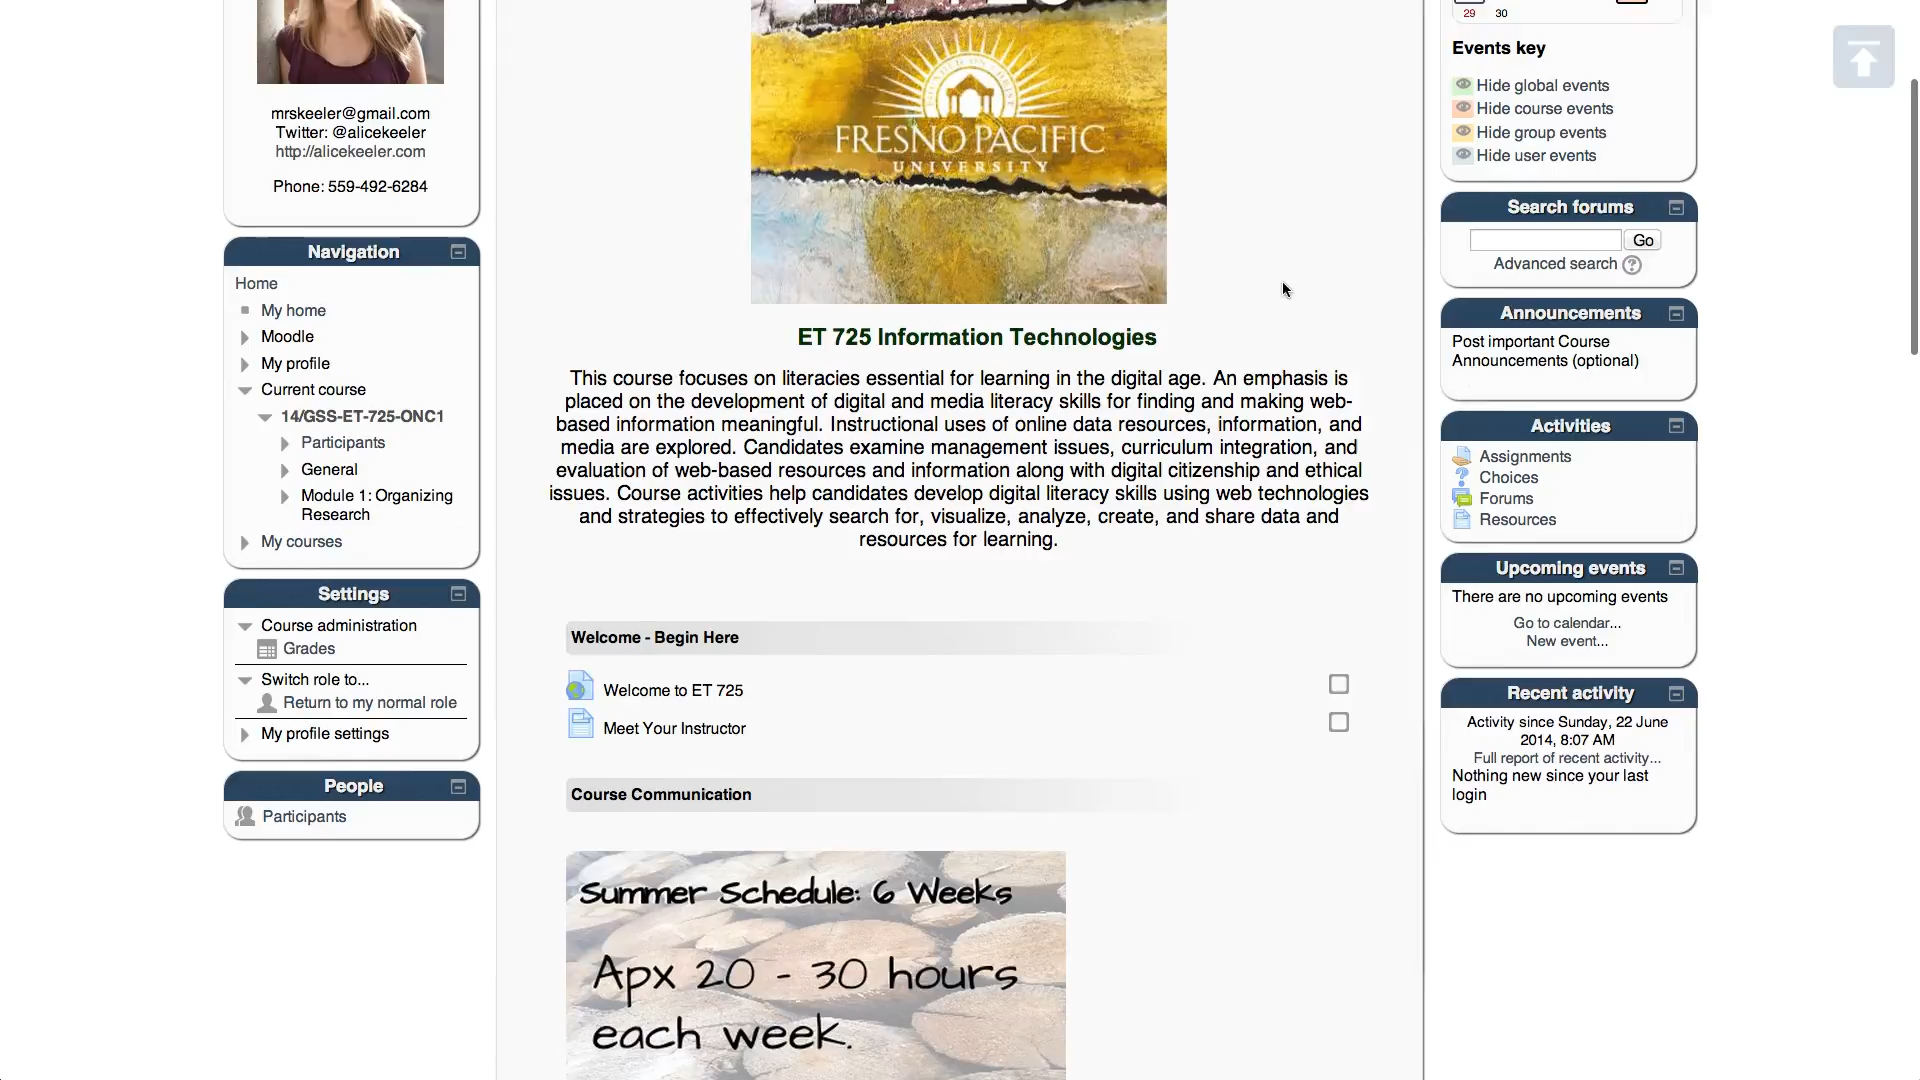 mrskeeler@gmail.com
Twitter: @alicekeeler
http://alicekeeler.com
Phone: 559-492-6284
Navigation
Home
My home
Moodle
My profile
Current course
14/GSS-ET-725-ONC1
Participants
General
Module 1: Organizing
Research
My courses
Settings
Course administration
Grades
Switch role to...
Return to my normal role
My profile settings
People
Participants
FRESNO PACIFIC
UNIVERSITY
ET 725 Information Technologies
This course focuses on literacies essential for learning in the digital age. An emphasis is
placed on the development of digital and media literacy skills for finding and making web-
based information meaningful. Instructional uses of online data resources, information, and
media are explored. Candidates examine management issues, curriculum integration, and
evaluation of web-based resources and information along with digital citizenship and ethical
issues. Course activities help candidates develop digital literacy skills using web technologies
and strategies to effectively search for, visualize, analyze, create, and share data and
resources for learning.
Welcome - Begin Here
Welcome to ET 725
Meet Your Instructor
Course Communication
Summer Schedule: 6 Weeks
Apx 20 - 30 hours
each week.
29 30
Events key
Hide global events
Hide course events
Hide group events
Hide user events
Search forums
Go
Advanced search
Announcements
Post important Course
Announcements (optional)
Activities
Assignments
Choices
Forums
Resources
Upcoming events
There are no upcoming events
Go to calendar...
New event...
Recent activity
Activity since Sunday, 22 June
2014, 8:07 AM
Full report of recent activity...
Nothing new since your last
login